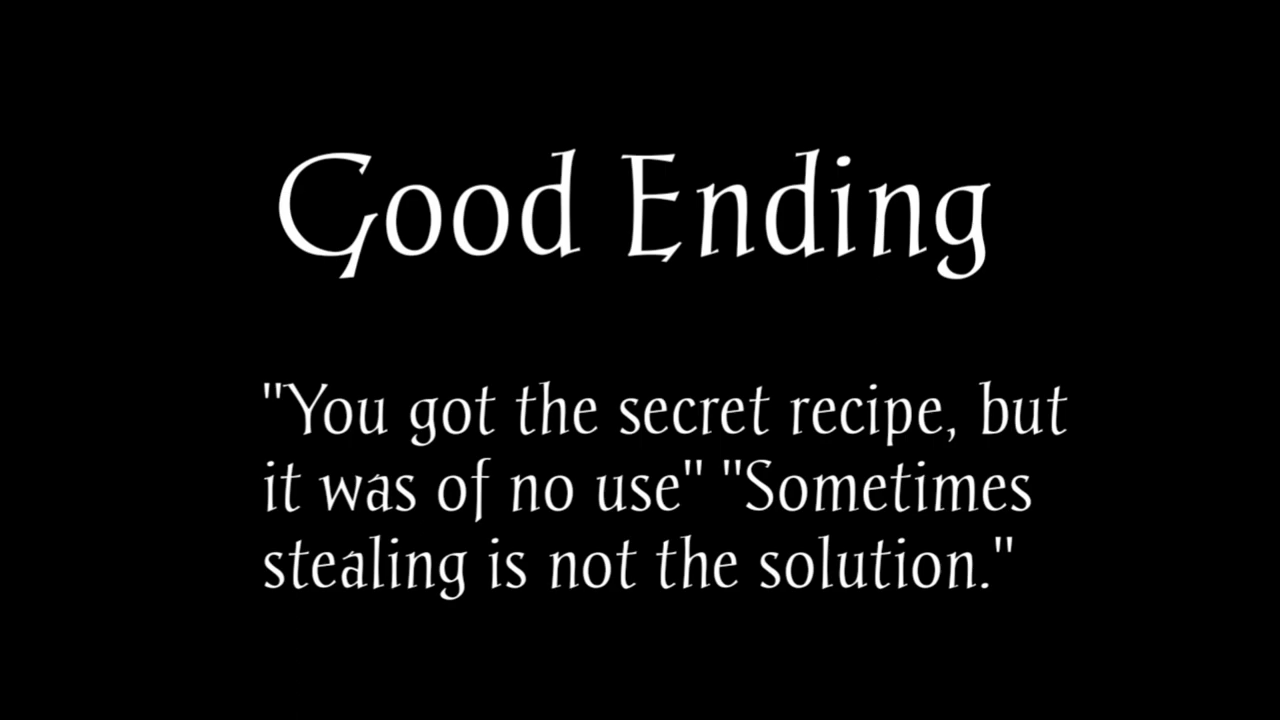 Good Ending
"You got the secret recipe, but
it was of no use" "Sometimes
stealing is not the solution."